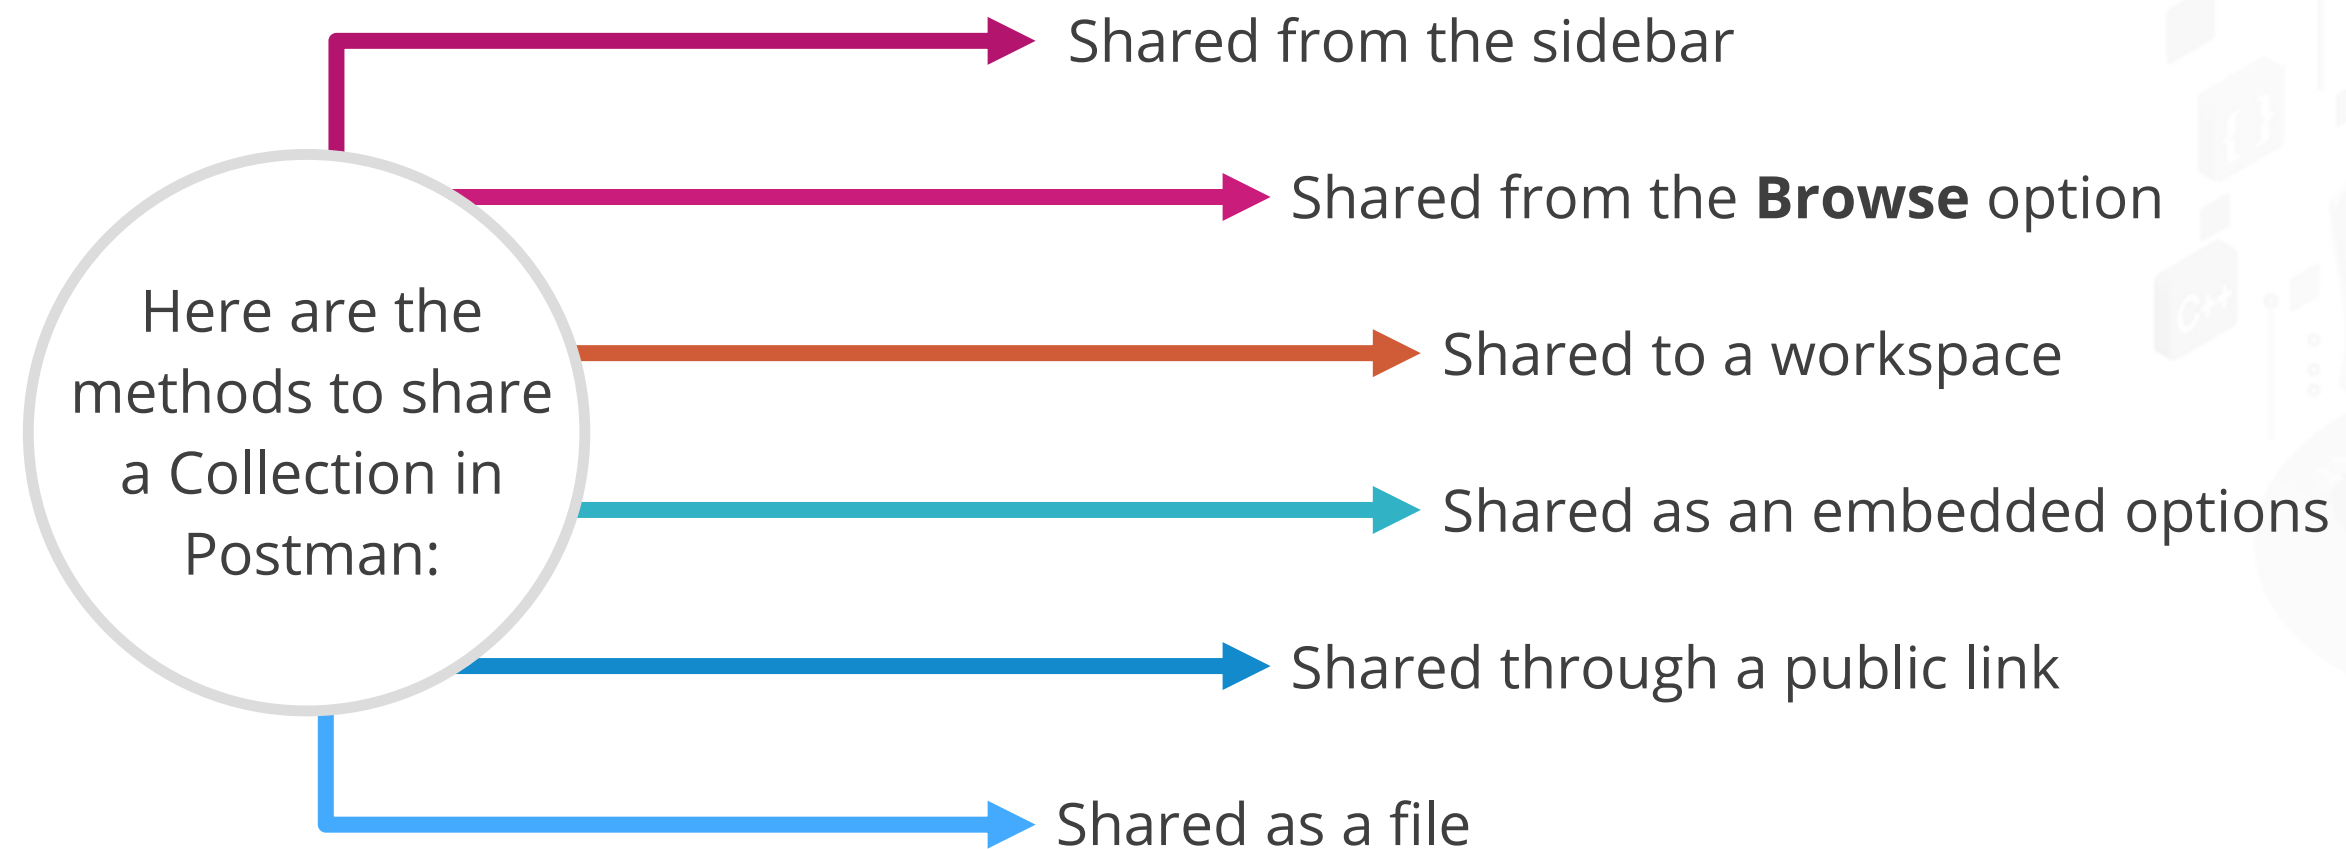 Here are the
methods to share
a Collection in
Postman:
Shared from the sidebar
Shared from the Browse option
Shared to a workspace
Shared as an embedded options
Shared through a public link
Shared as a file
{ }
C++